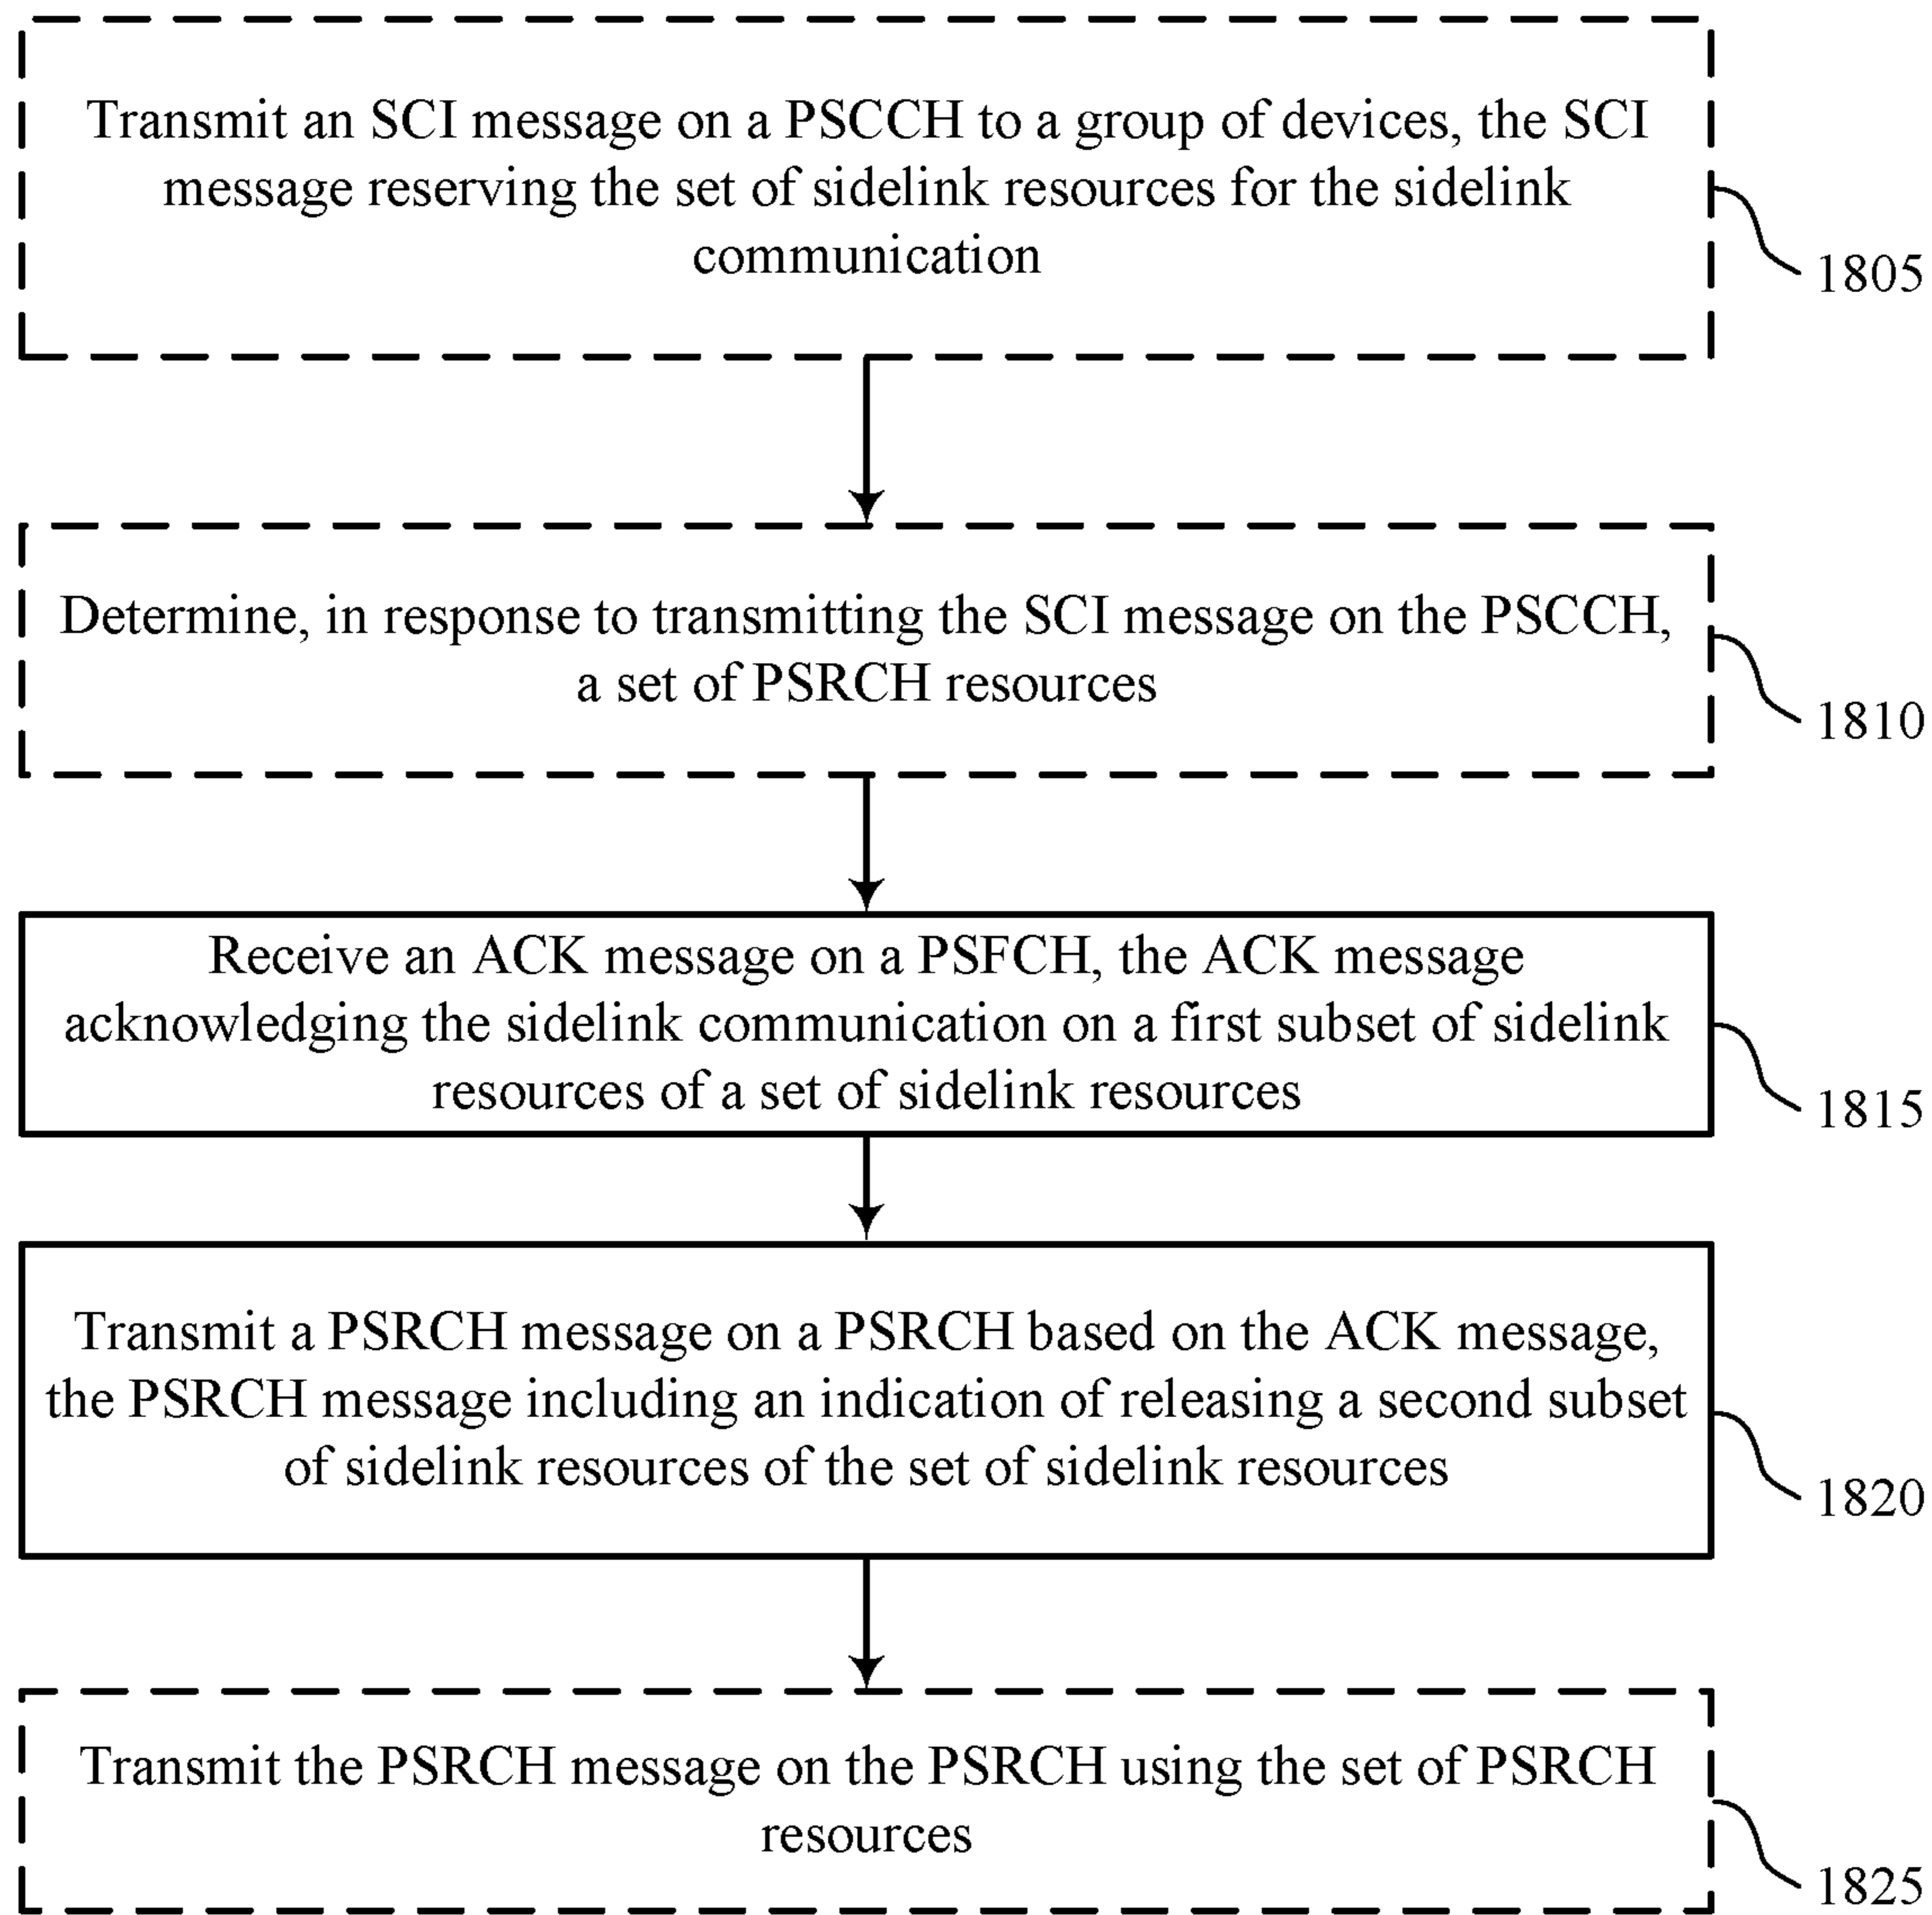 Transmit an SCI message on a PSCCH to a group of devices, the SCI
message reserving the set of sidelink resources for the sidelink
communication
1805
Determine, in response to transmitting the SCI message on the PSCCH,
a set of PSRCH resources
1810
Receive an ACK message on a PSFCH, the ACK message
acknowledging the sidelink communication on a first subset of sidelink
resources of a set of sidelink resources
1815
Transmit a PSRCH message on a PSRCH based on the ACK message,
the PSRCH message including an indication of releasing a second subset
of sidelink resources of the set of sidelink resources
1820
Transmit the PSRCH message on the PSRCH using the set of PSRCH
resources
1825